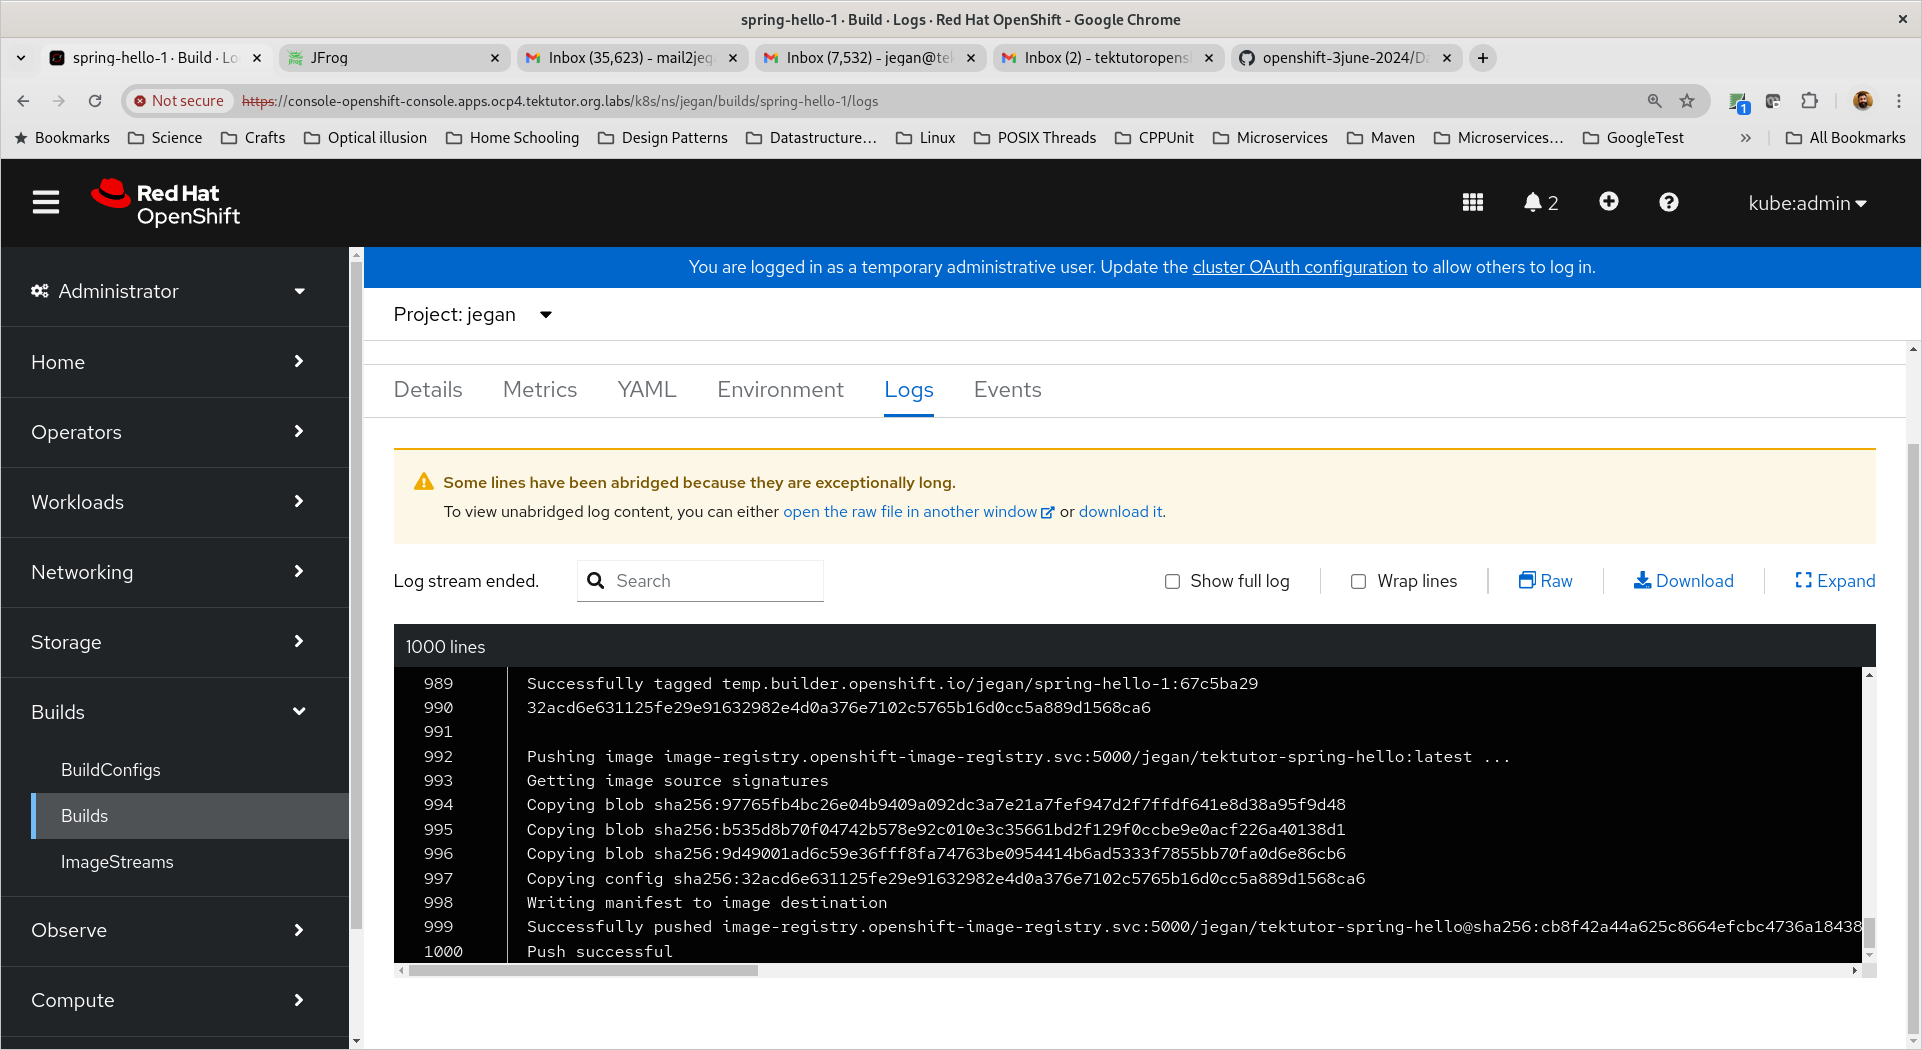 spring-hello-1 · Build · Logs · Red Hat OpenShift - Google Chrome
spring-hello-1 · Build · Lo
JFrog
Inbox (35,623) - mail2jeg
Inbox (7,532) - jegan@te
Inbox (2) - tektutoropens
openshift-3june-2024/Da
Not secure
https://console-openshift-console.apps.ocp4.tektutor.org.labs/k8s/ns/jegan/builds/spring-hello-1/logs
1
Bookmarks
Science
Crafts
Optical illusion
Home Schooling
Design Patterns
Datastructure…
Linux
POSIX Threads
CPPUnit
Microservices
Maven
Microservices…
GoogleTest
»
All Bookmarks
Red Hat
OpenShift
2
kube:admin
You are logged in as a temporary administrative user. Update the cluster OAuth configuration to allow others to log in.
Administrator
Home
Operators
Workloads
Networking
Storage
Builds
BuildConfigs
Builds
ImageStreams
Observe
Compute
Project: jegan
Details
Metrics
YAML
Environment
Logs
Events
Some lines have been abridged because they are exceptionally long.
To view unabridged log content, you can either open the raw file in another window or download it.
Log stream ended.
Search
Show full log
Wrap lines
Raw
Download
Expand
1000 lines
989 Successfully tagged temp.builder.openshift.io/jegan/spring-hello-1:67c5ba29
990 32acd6e631125fe29e91632982e4d0a376e7102c5765b16d0cc5a889d1568ca6
991
992 Pushing image image-registry.openshift-image-registry.svc:5000/jegan/tektutor-spring-hello:latest ...
993 Getting image source signatures
994 Copying blob sha256:97765fb4bc26e04b9409a092dc3a7e21a7fef947d2f7ffdf641e8d38a95f9d48
995 Copying blob sha256:b535d8b70f04742b578e92c010e3c35661bd2f129f0ccbe9e0acf226a40138d1
996 Copying blob sha256:9d49001ad6c59e36fff8fa74763be0954414b6ad5333f7855bb70fa0d6e86cb6
997 Copying config sha256:32acd6e631125fe29e91632982e4d0a376e7102c5765b16d0cc5a889d1568ca6
998 Writing manifest to image destination
999 Successfully pushed image-registry.openshift-image-registry.svc:5000/jegan/tektutor-spring-hello@sha256:cb8f42a44a625c8664efcbc4736a18438
1000 Push successful